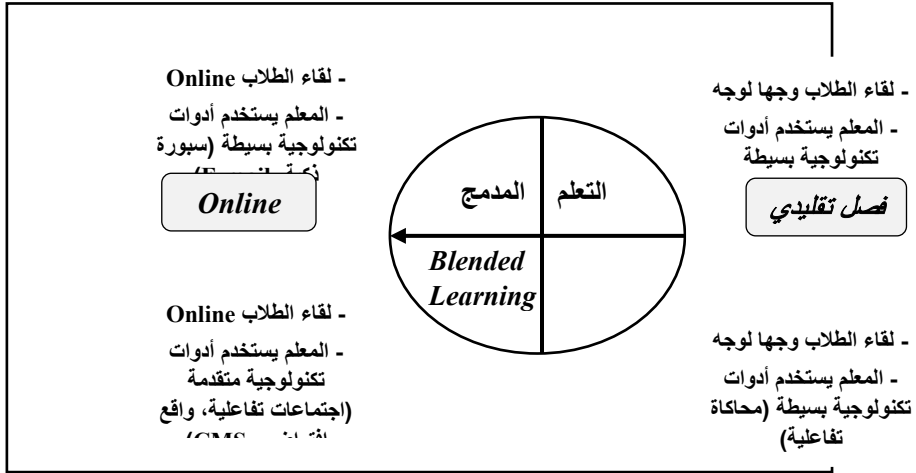 - لقاء الطلاب وجها لوجه
- المعلم يستخدم أدوات
تكنولوجية بسيطة
فصل تقليدي
- لقاء الطلاب وجها لوجه
- المعلم يستخدم أدوات
تكنولوجية بسيطة (محاكاة
تفاعلية)
التعلم المدمج
Blended
Learning
- لقاء الطلاب Online
- المعلم يستخدم أدوات
تكنولوجية بسيطة (سبورة
Online
- لقاء الطلاب Online
- المعلم يستخدم أدوات
تكنولوجية متقدمة
(اجتماعات تفاعلية، واقع